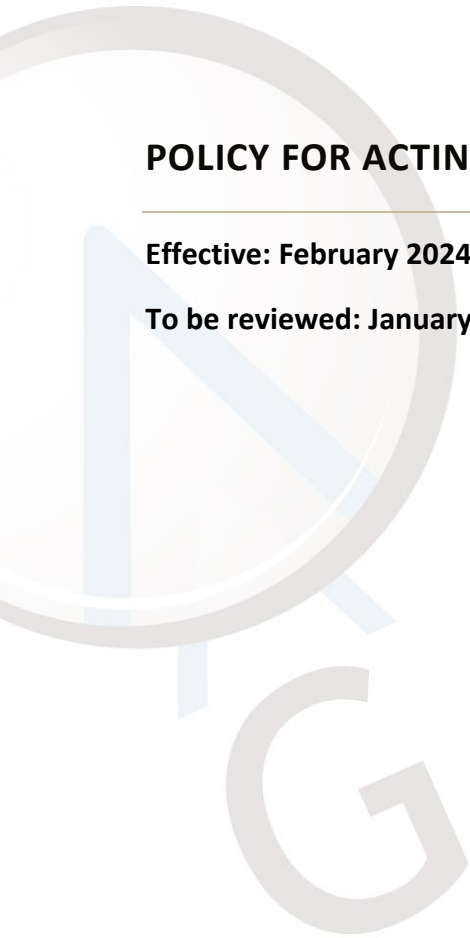 POLICY FOR ACTIN
Effective: February 2024
To be reviewed: January
G